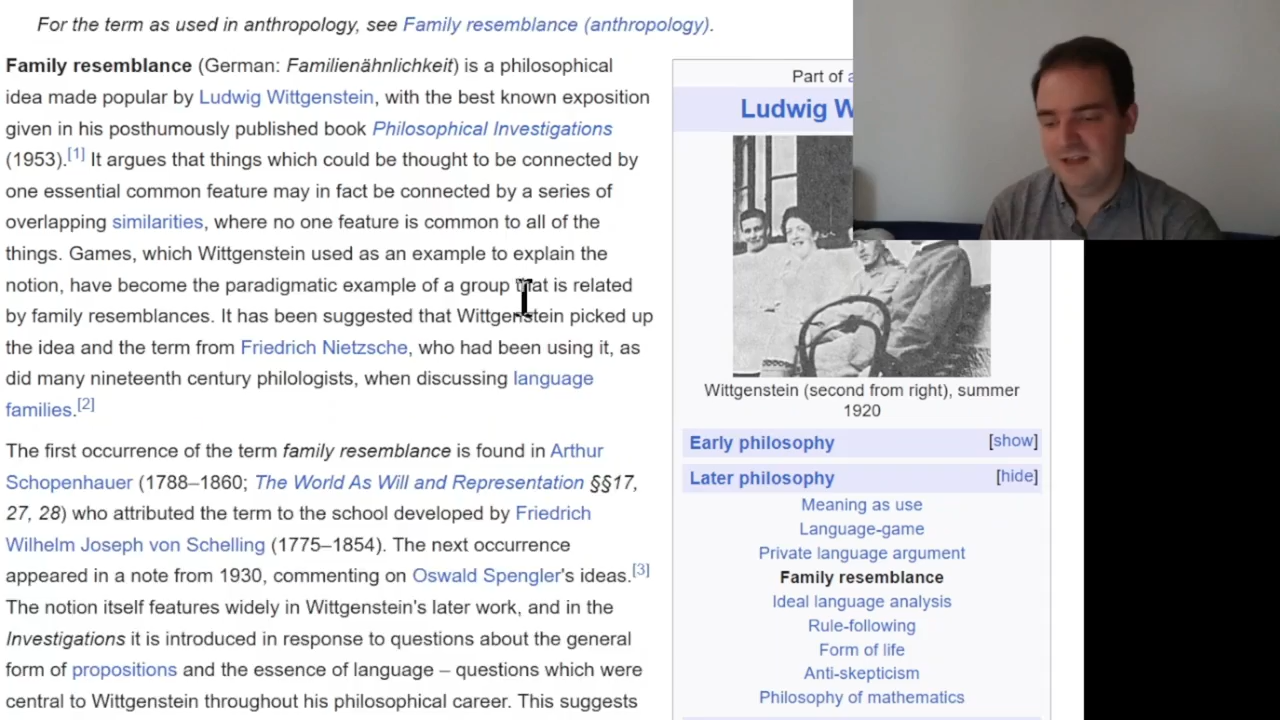 For the term as used in anthropology, see Family resemblance (anthropology).
Family resemblance (German: Familienähnlichkeit) is a philosophical
idea made popular by Ludwig Wittgenstein, with the best known exposition
given in his posthumously published book Philosophical Investigations
(1953).[1] It argues that things which could be thought to be connected by
one essential common feature may in fact be connected by a series of
overlapping similarities, where no one feature is common to all of the
things. Games, which Wittgenstein used as an example to explain the
notion, have become the paradigmatic example of a group that is related
by family resemblances. It has been suggested that Wittgenstein picked up
the idea and the term from Friedrich Nietzsche, who had been using it, as
did many nineteenth century philologists, when discussing language
families.[2]
The first occurrence of the term family resemblance is found in Arthur
Schopenhauer (1788–1860; The World As Will and Representation §§17,
27, 28) who attributed the term to the school developed by Friedrich
Wilhelm Joseph von Schelling (1775–1854). The next occurrence
appeared in a note from 1930, commenting on Oswald Spengler's ideas.[3]
The notion itself features widely in Wittgenstein's later work, and in the
Investigations it is introduced in response to questions about the general
form of propositions and the essence of language – questions which were
central to Wittgenstein throughout his philosophical career. This suggests
Part of a
Ludwig W
Wittgenstein (second from right), summer
1920
Early philosophy [show]
Later philosophy [hide]
Meaning as use
Language-game
Private language argument
Family resemblance
Ideal language analysis
Rule-following
Form of life
Anti-skepticism
Philosophy of mathematics